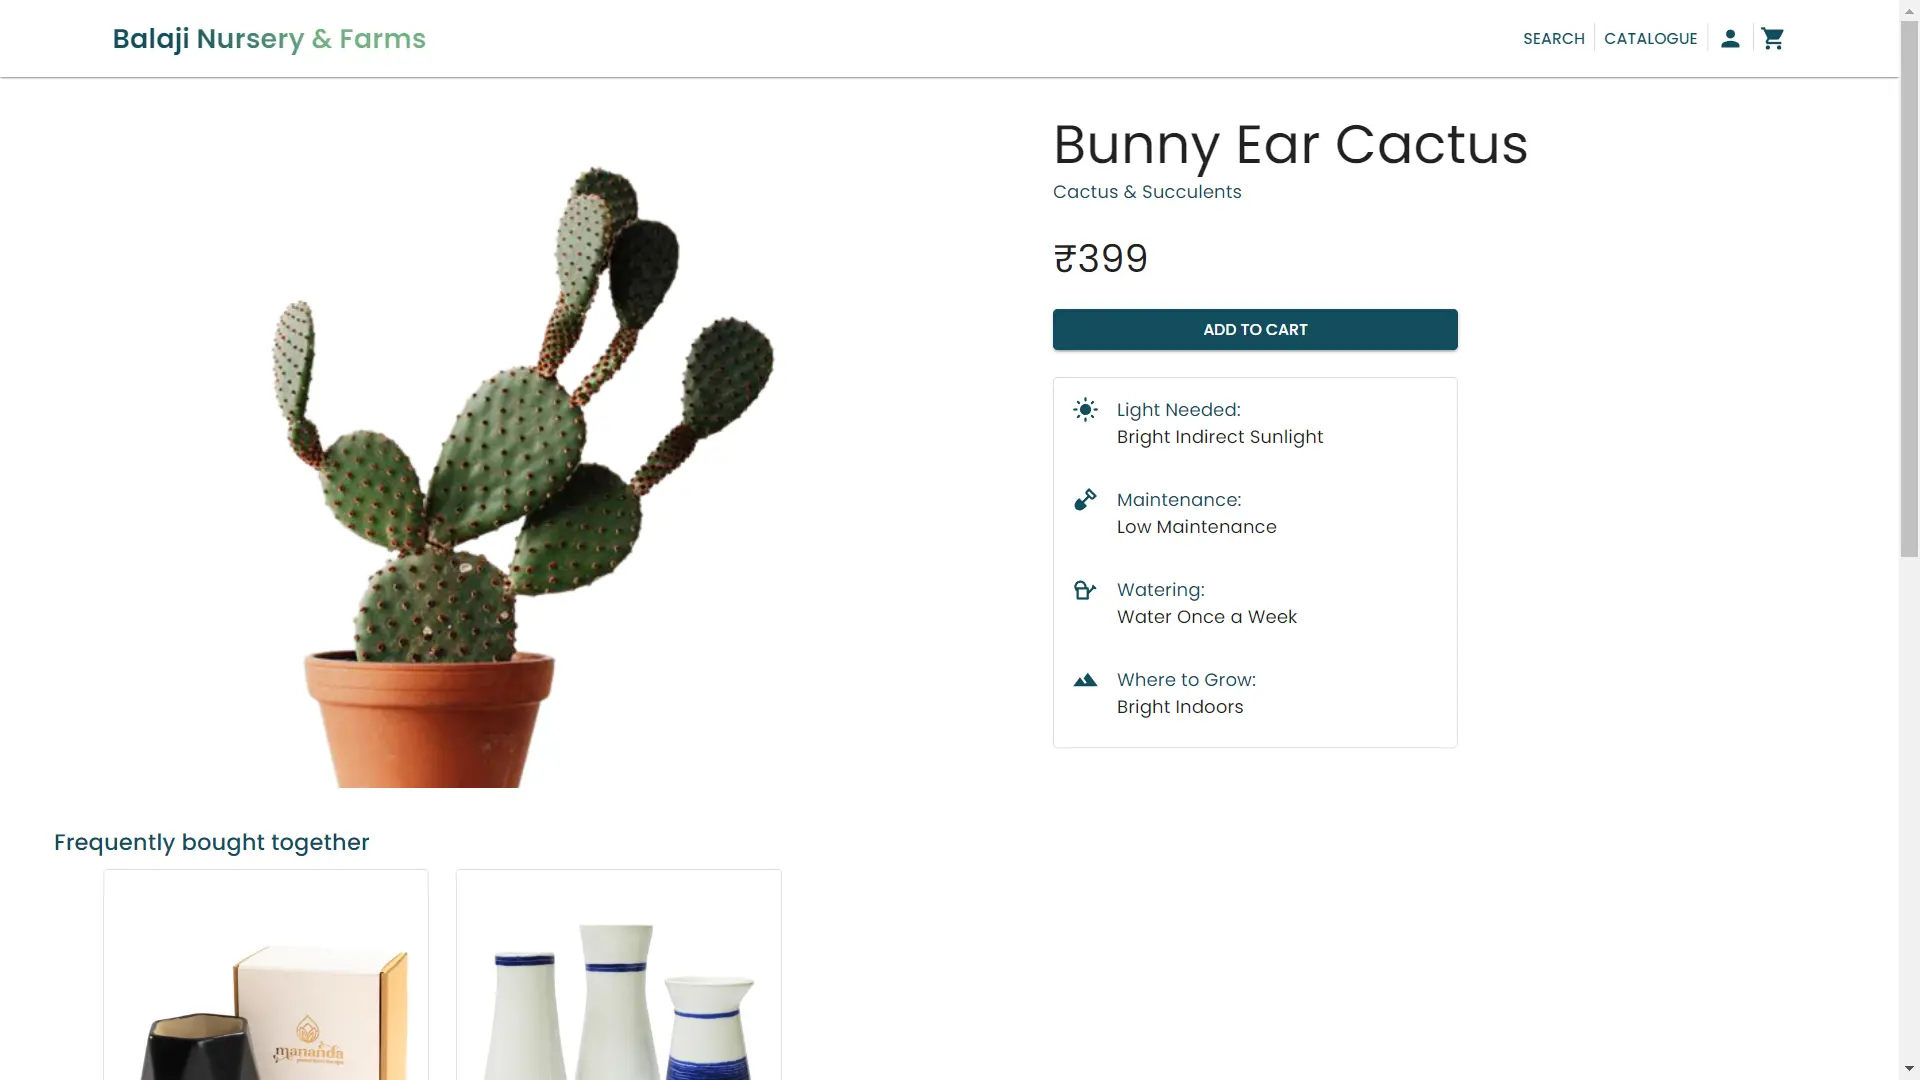 Balaji Nursery & Farms
SEARCH
CATALOGUE
Bunny Ear Cactus
Cactus & Succulents
₹399
ADD TO CART
Light Needed:
Bright Indirect Sunlight
Maintenance:
Low Maintenance
Watering:
Water Once a Week
Where to Grow:
Bright Indoors
Frequently bought together
mananda